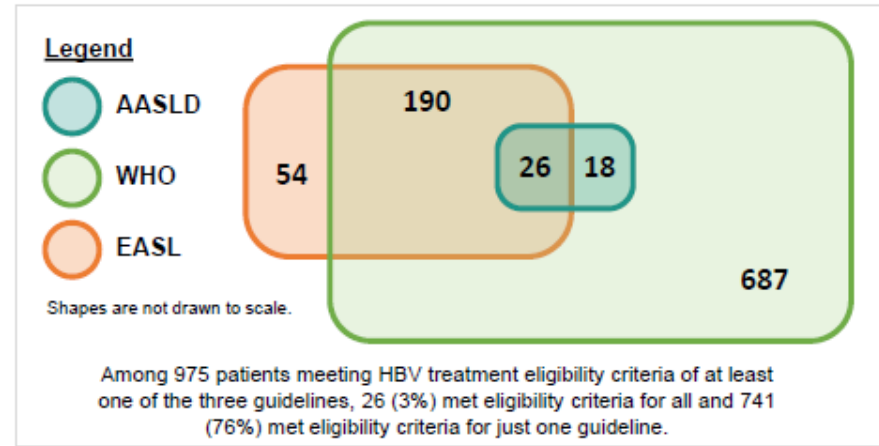 Legend
AASLD
WHO
EASL
Shapes are not drawn to scale.
190
54
26
18
687
Among 975 patients meeting HBV treatment eligibility criteria of at least
one of the three guidelines, 26 (3%) met eligibility criteria for all and 741
(76%) met eligibility criteria for just one guideline.